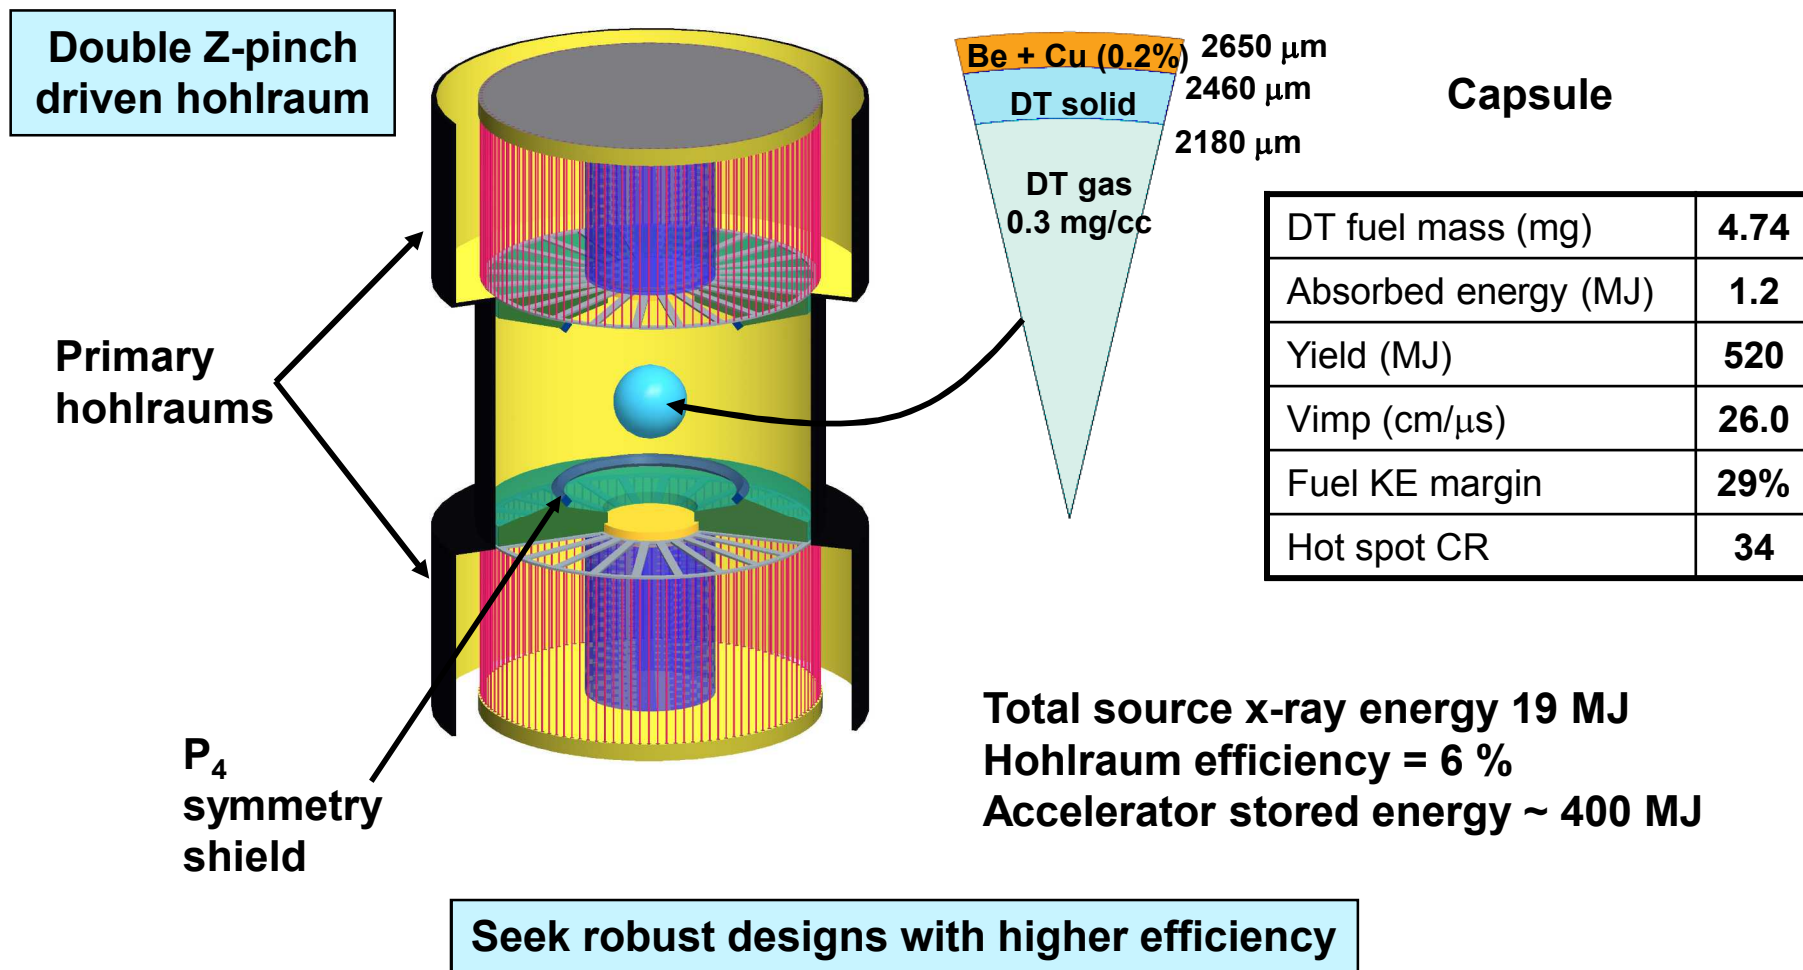 Double Z-pinch
driven hohlraum
Be + Cu (0.2%)
2650 μm
2460 μm
DT solid
2180 μm
DT gas
0.3 mg/cc
Capsule
DT fuel mass (mg) 4.74
Absorbed energy (MJ) 1.2
Yield (MJ) 520
Vimp (cm/μs) 26.0
Fuel KE margin 29%
Hot spot CR 34
Primary
hohlraums
P4
symmetry
shield
Total source x-ray energy 19 MJ
Hohlraum efficiency = 6 %
Accelerator stored energy ~ 400 MJ
Seek robust designs with higher efficiency